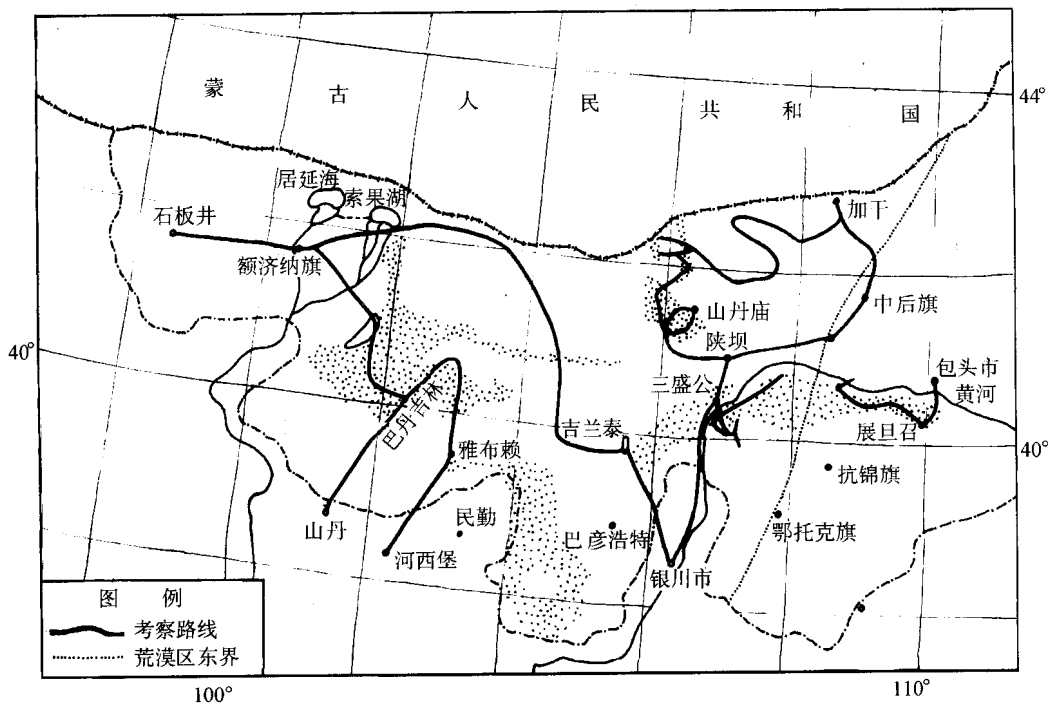 蒙古人民共和国
44°
居延海
索果湖
石板井
加干
额济纳旗
中后旗
山丹庙
40°
陕坝
包头市
三盛公
黄河
吉兰泰
展旦召
40°
巴丹吉林
雅布赖
抗锦旗
山丹
民勤
巴彦浩特
鄂托克旗
河西堡
银川市
图例
考察路线
荒漠区东界
100°
110°